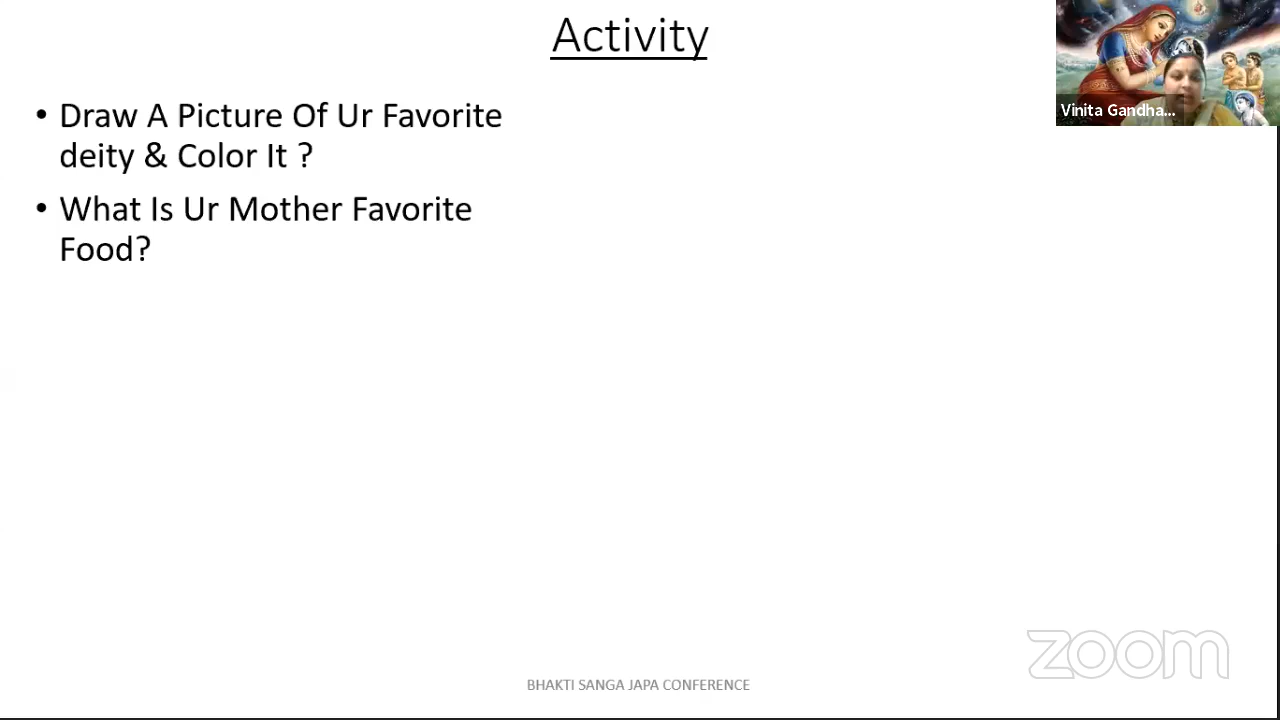 Activity
• Draw A Picture Of Ur Favorite
deity & Color It ?
• What Is Ur Mother Favorite
Food?
Vinita Gandha...
zoom
BHAKTI SANGA JAPA CONFERENCE